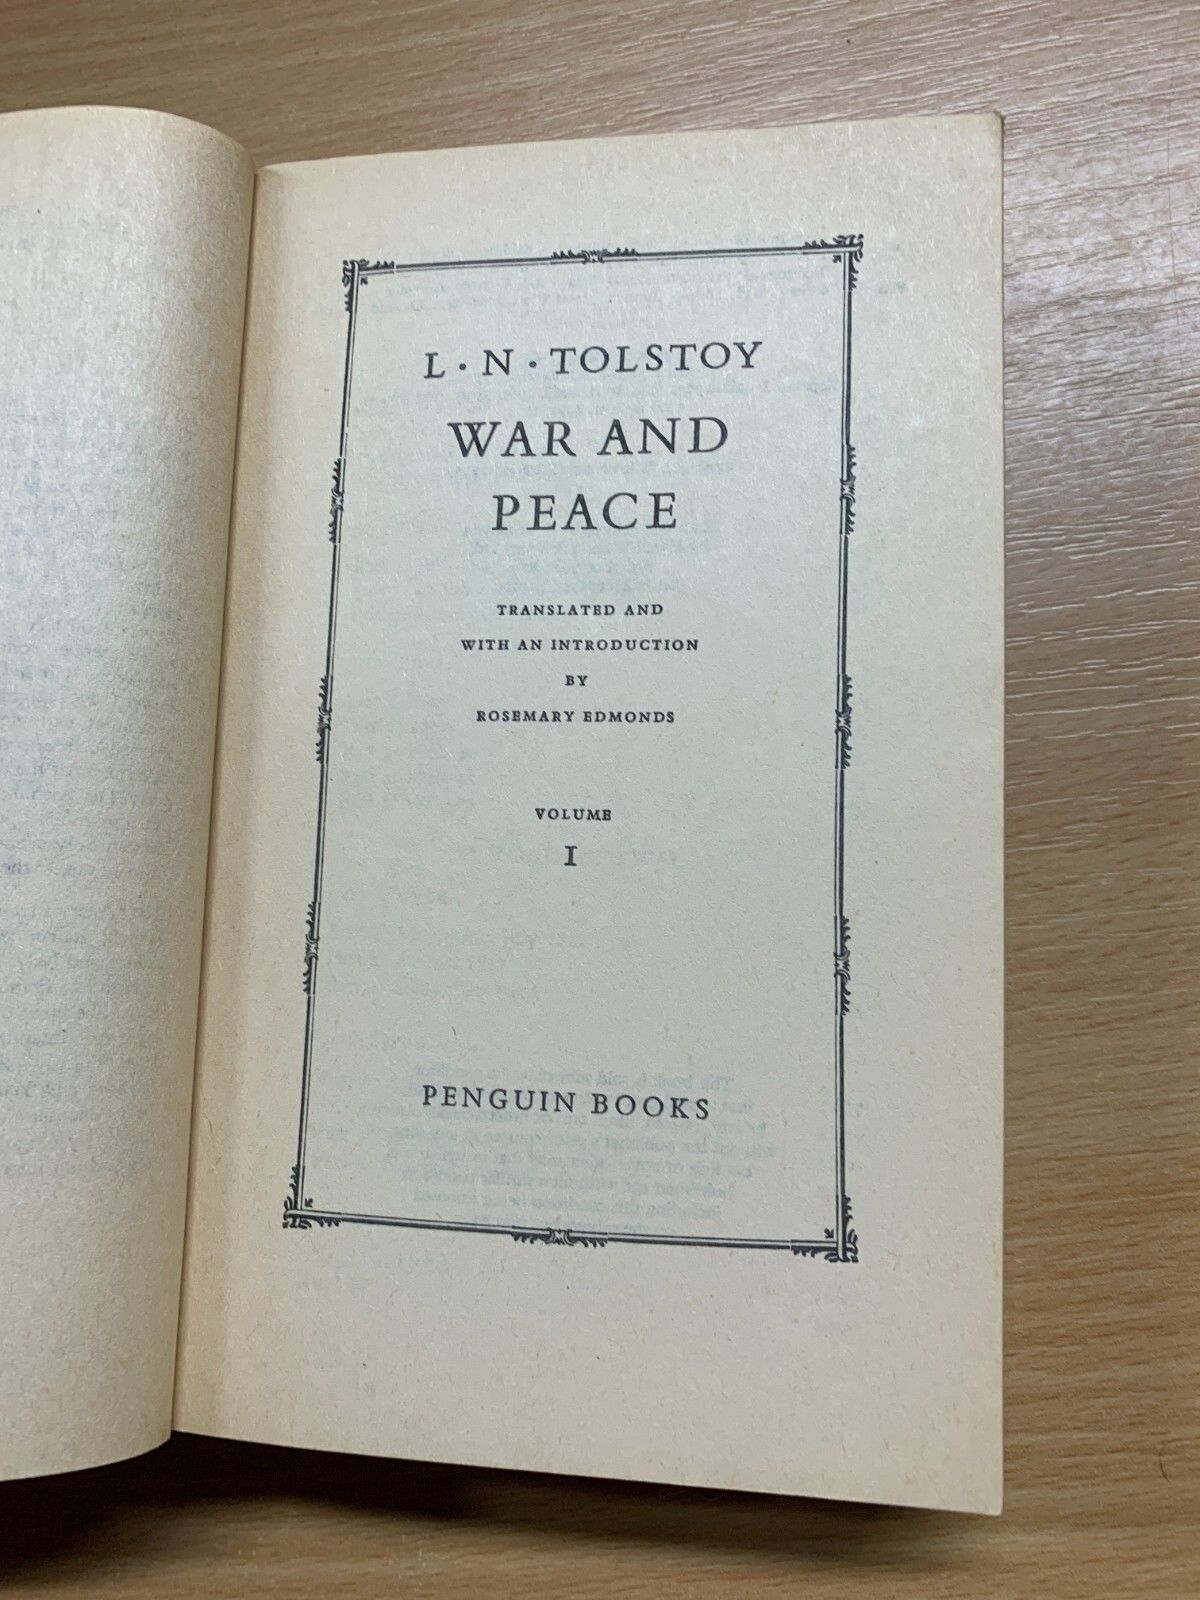 L · N · TOLSTOY
WAR AND
PEACE
TRANSLATED AND
WITH AN INTRODUCTION
BY
ROSEMARY EDMONDS
VOLUME
I
PENGUIN BOOKS